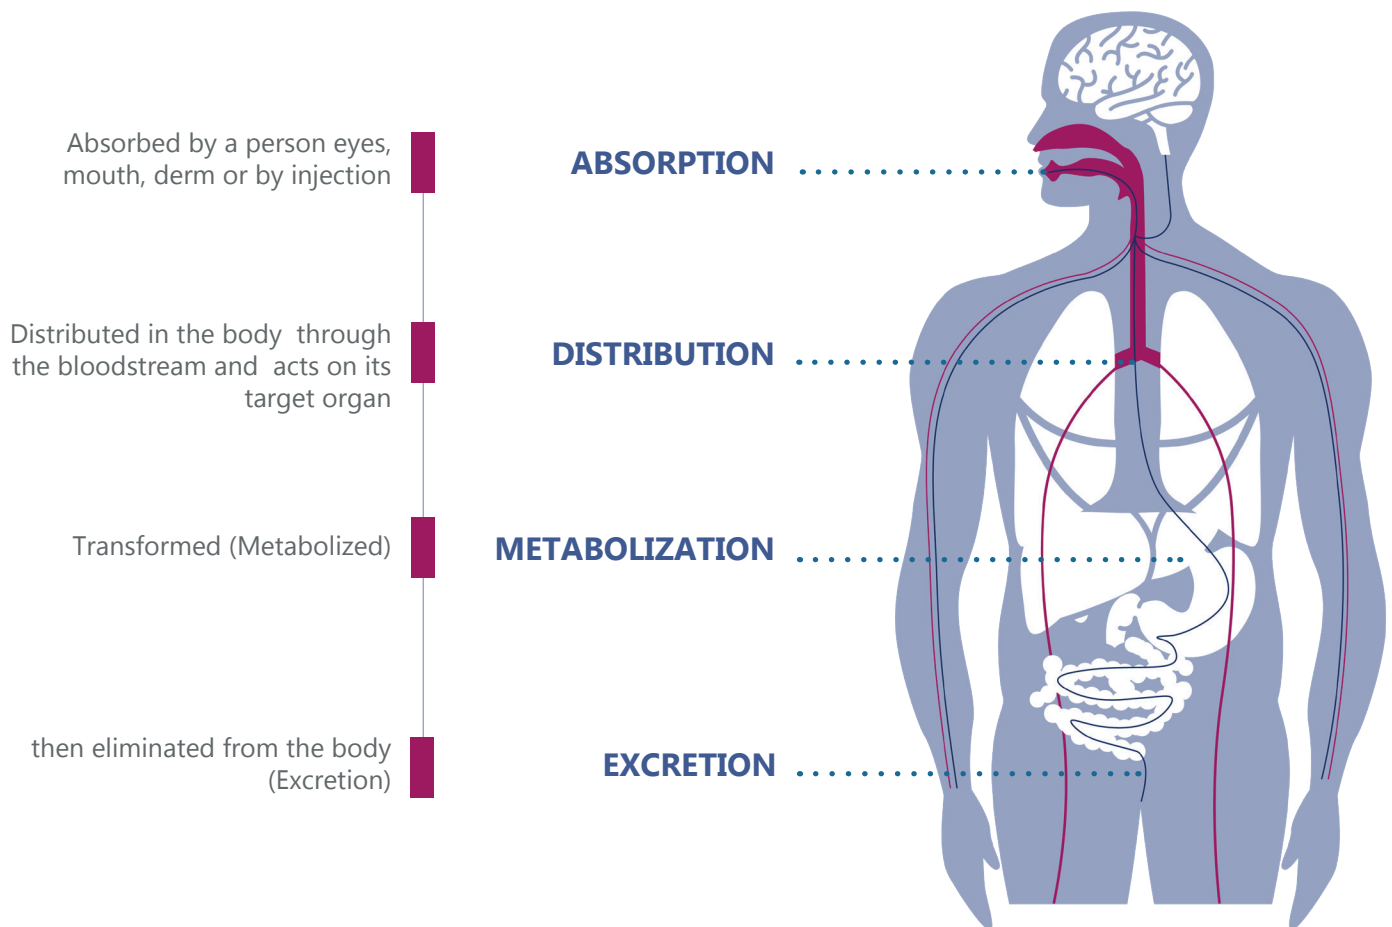 Absorbed by a person eyes,
mouth, derm or by injection
ABSORPTION
Distributed in the body  through
the bloodstream and  acts on its
target organ
DISTRIBUTION
Transformed (Metabolized)
METABOLIZATION
then eliminated from the body
(Excretion)
EXCRETION